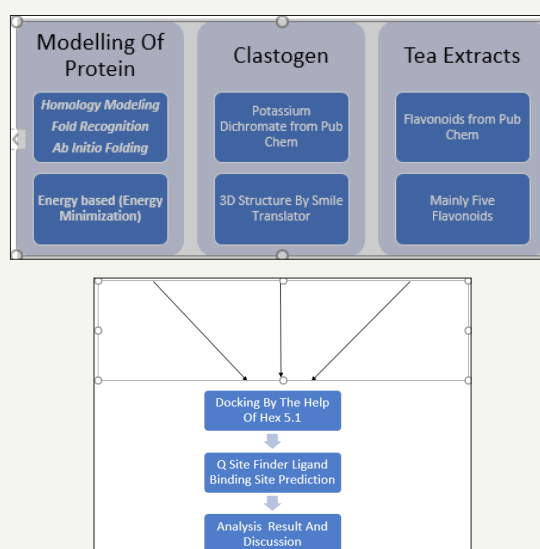 Modelling Of
Protein
Homology Modeling
Fold Recognition
Ab Initio Folding
Energy based (Energy
Minimization)
Clastogen
Potassium
Dichromate from Pub
Chem
3D Structure By Smile
Translator
Tea Extracts
Flavonoids from Pub
Chem
Mainly Five
Flavonoids
Docking By The Help
Of Hex 5.1
Q Site Finder Ligand
Binding Site Prediction
Analysis Result And
Discussion